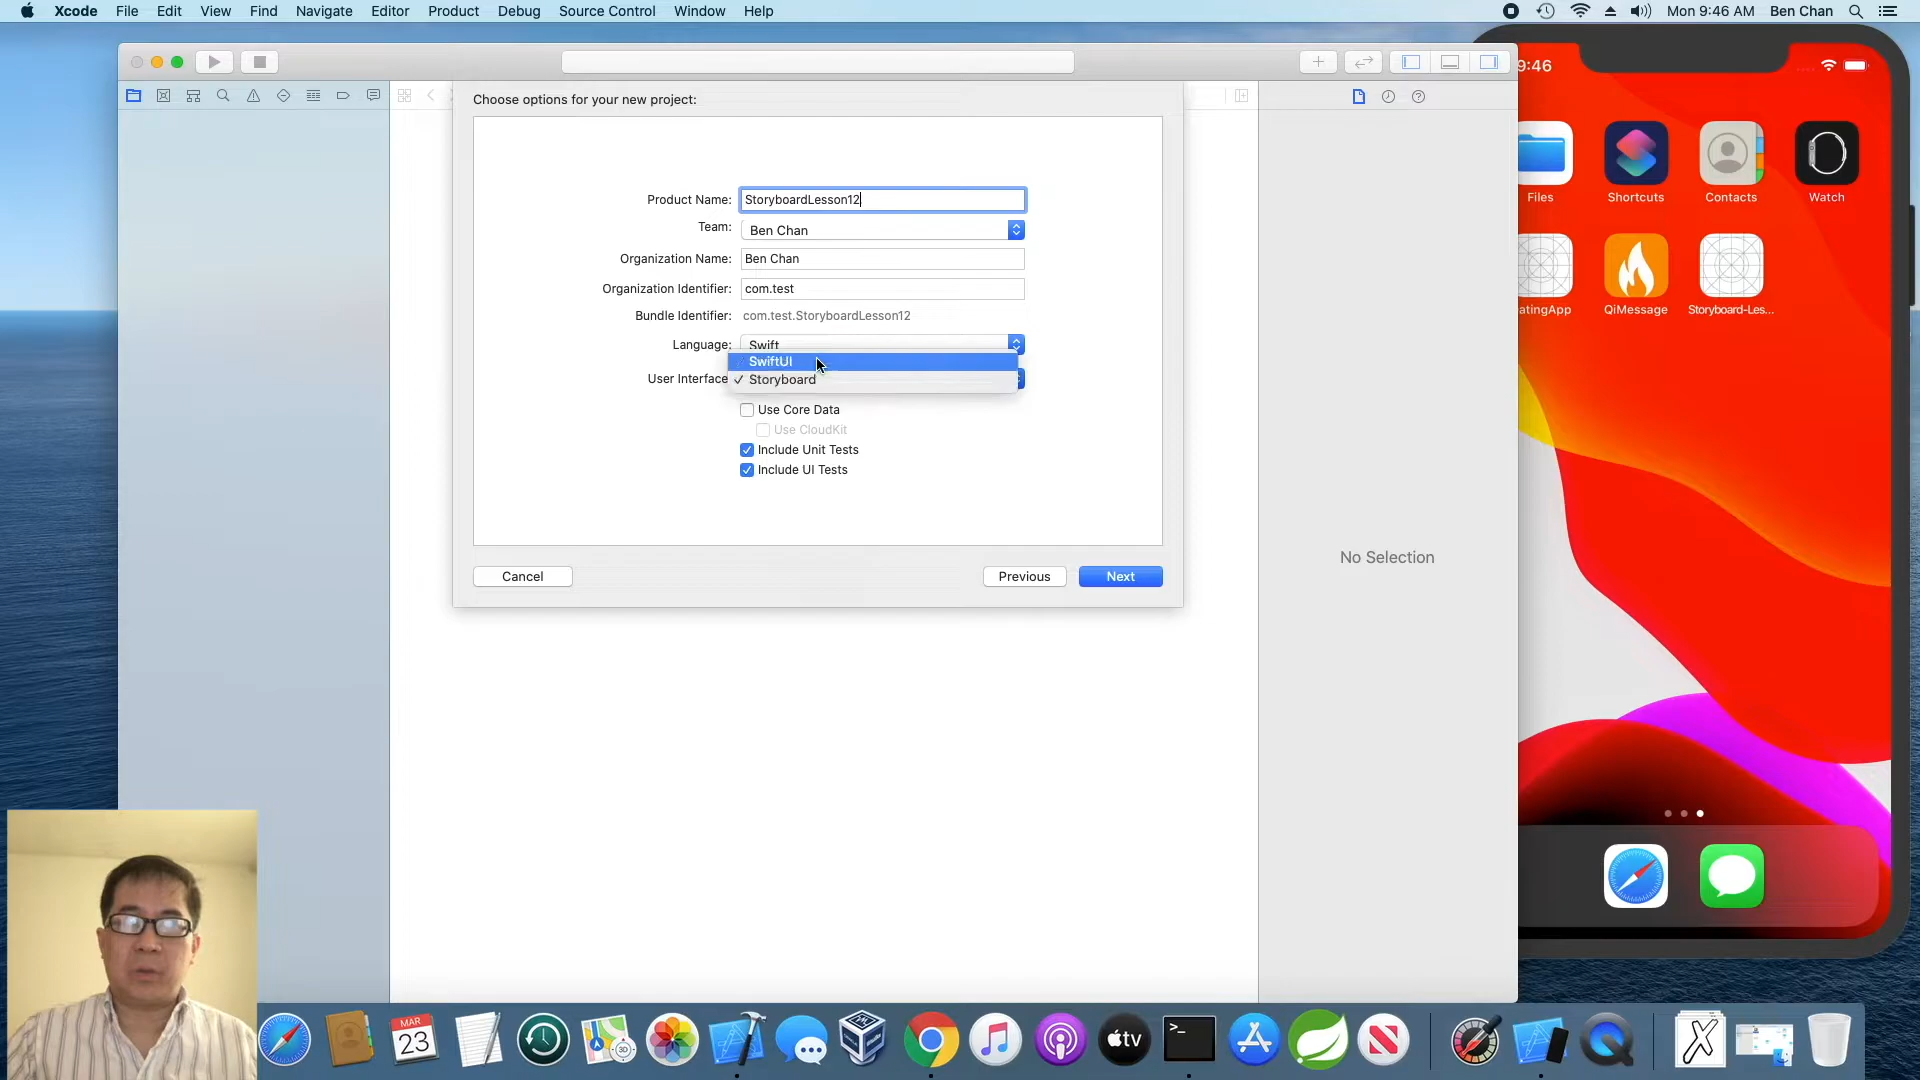 Xcode File Edit View Find Navigate Editor Product Debug Source Control Window Help
Mon 9:46 AM Ben Chan
9:46
Choose options for your new project:
Product Name: StoryboardLesson12
Team: Ben Chan
Organization Name: Ben Chan
Organization Identifier: com.test
Bundle Identifier: com.test.StoryboardLesson12
Language: Swift
SwiftUI
User Interface
✓ Storyboard
Use Core Data
Use CloudKit
Include Unit Tests
Include UI Tests
Cancel Previous Next
No Selection
Files Shortcuts Contacts Watch
atingApp QiMessage Storyboard-Les...
MAR
23
3D
tv
>_
X